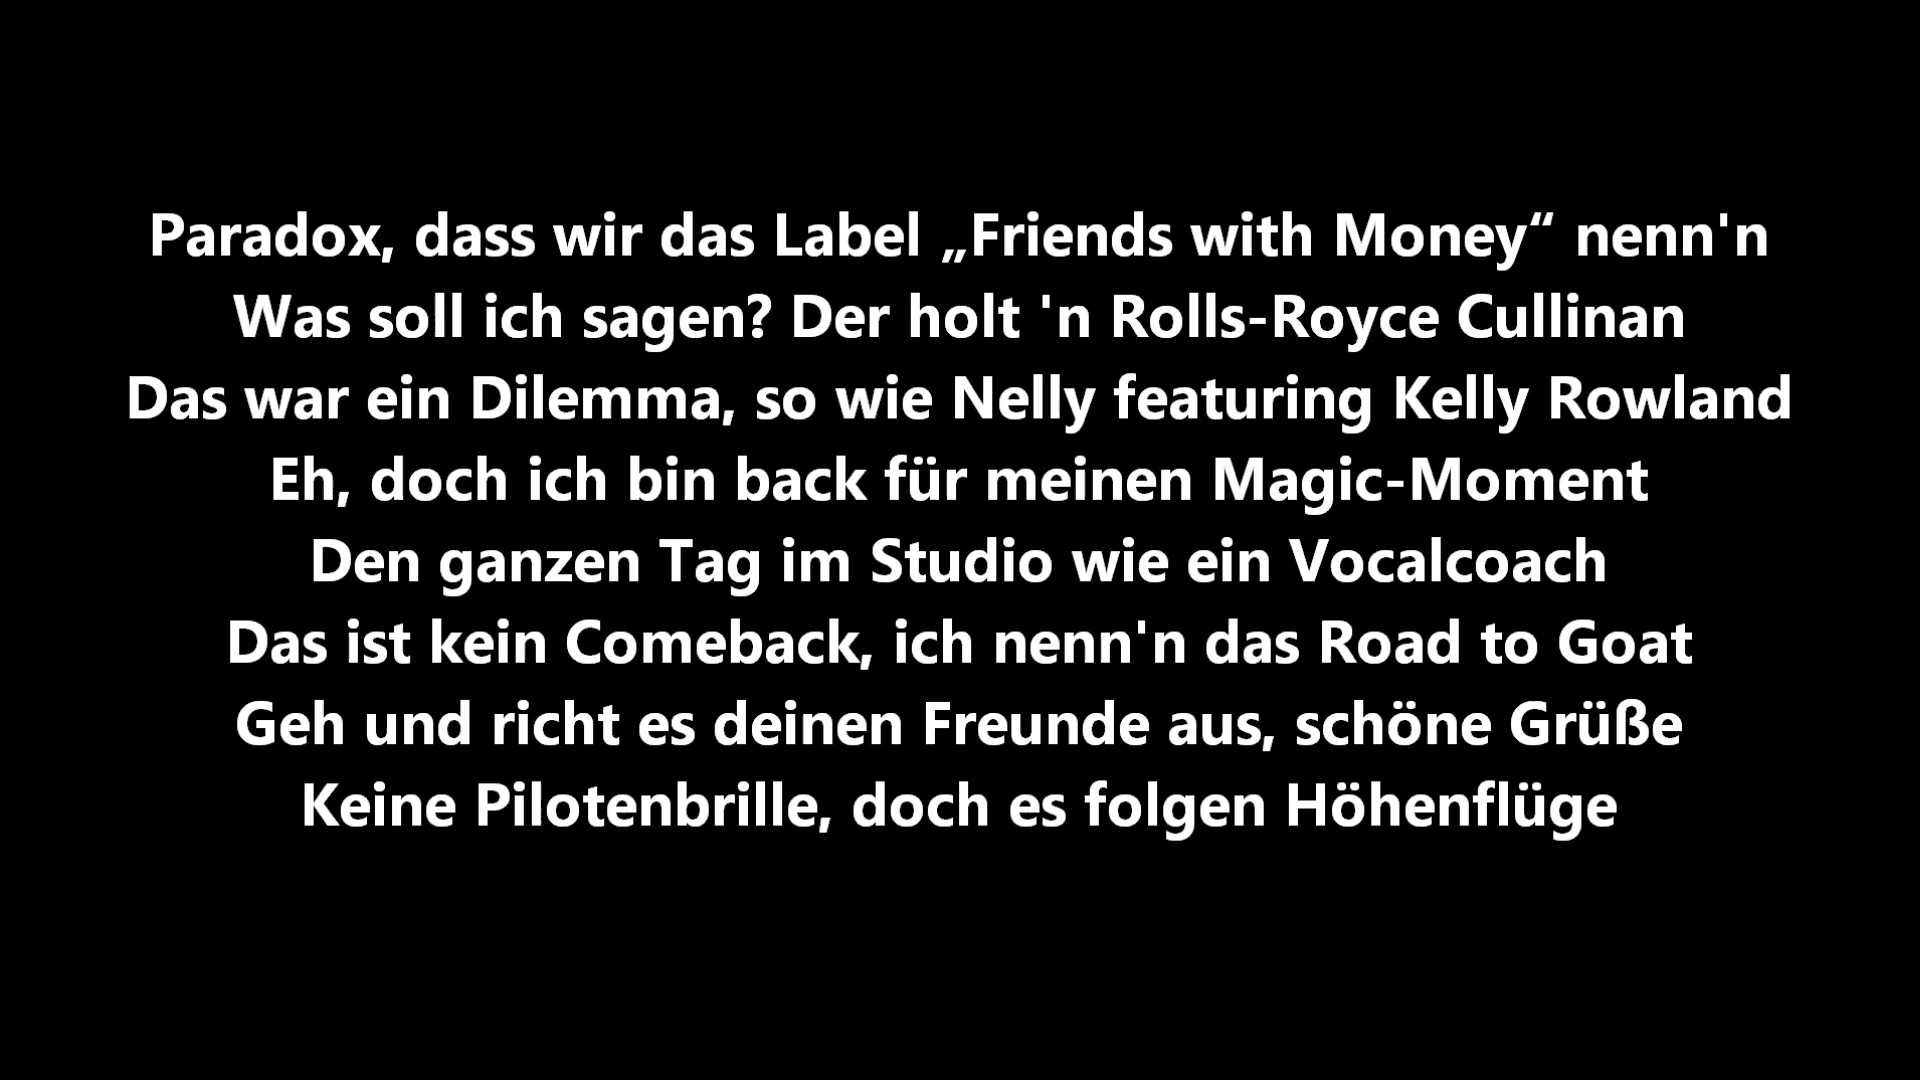 Paradox, dass wir das Label „Friends with Money“ nenn'n
Was soll ich sagen? Der holt 'n Rolls-Royce Cullinan
Das war ein Dilemma, so wie Nelly featuring Kelly Rowland
Eh, doch ich bin back für meinen Magic-Moment
Den ganzen Tag im Studio wie ein Vocalcoach
Das ist kein Comeback, ich nenn'n das Road to Goat
Geh und richt es deinen Freunde aus, schöne Grüße
Keine Pilotenbrille, doch es folgen Höhenflüge